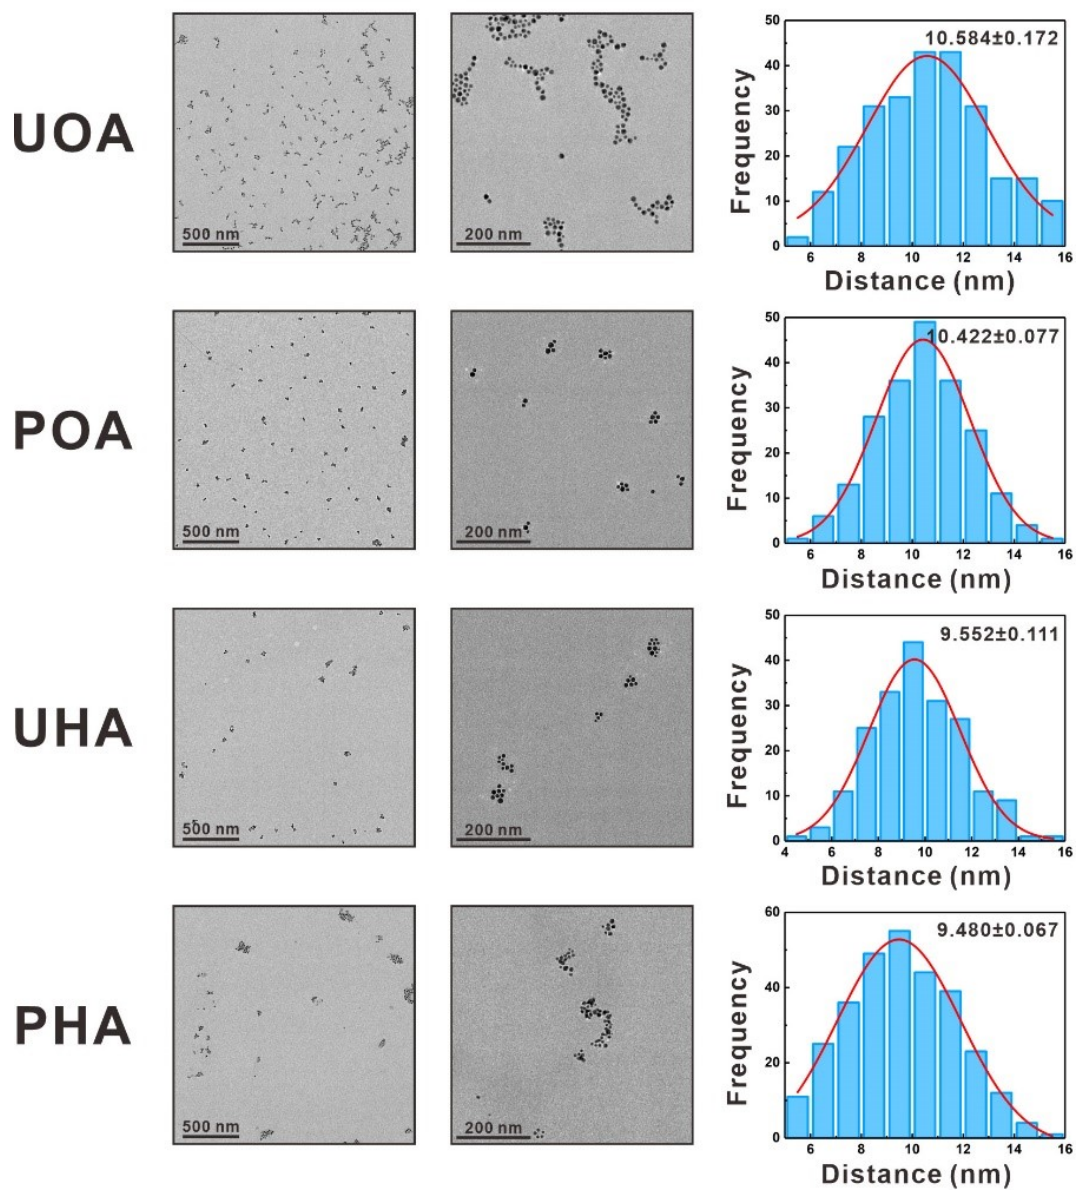 UOA
500 nm
200 nm
10.584±0.172
Frequency
50
40
30
20
10
0
6 8 10 12 14 16
Distance (nm)
POA
500 nm
200 nm
10.422±0.077
Frequency
50
40
30
20
10
0
6 8 10 12 14 16
Distance (nm)
UHA
500 nm
200 nm
9.552±0.111
Frequency
50
40
30
20
10
0
4 6 8 10 12 14 16
Distance (nm)
PHA
500 nm
200 nm
9.480±0.067
Frequency
60
40
20
0
6 8 10 12 14 16
Distance (nm)